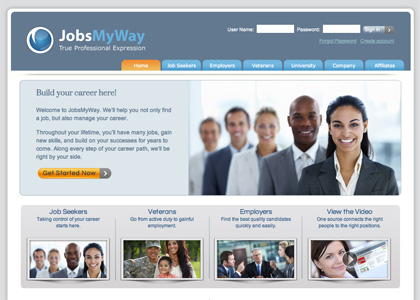 JobsMyWay
True Professional Expression
User Name: Password: Sign In
Forgot Password Create account
Home Job Seekers Employers Veterans University Company Affiliates
Build your career here!
Welcome to JobsMyWay. We'll help you not only find
a job, but also manage your career.
Throughout your lifetime, you'll have many jobs, gain
new skills, and build on your successes for years to
come. Along every step of your career path, we'll be
right by your side.
Get Started Now
Job Seekers Veterans Employers View the Video
Taking control of your career Go from active duty to gainful Find the best quality candidates One source connects the right
starts here. employment. quickly and easily. people to the right positions.